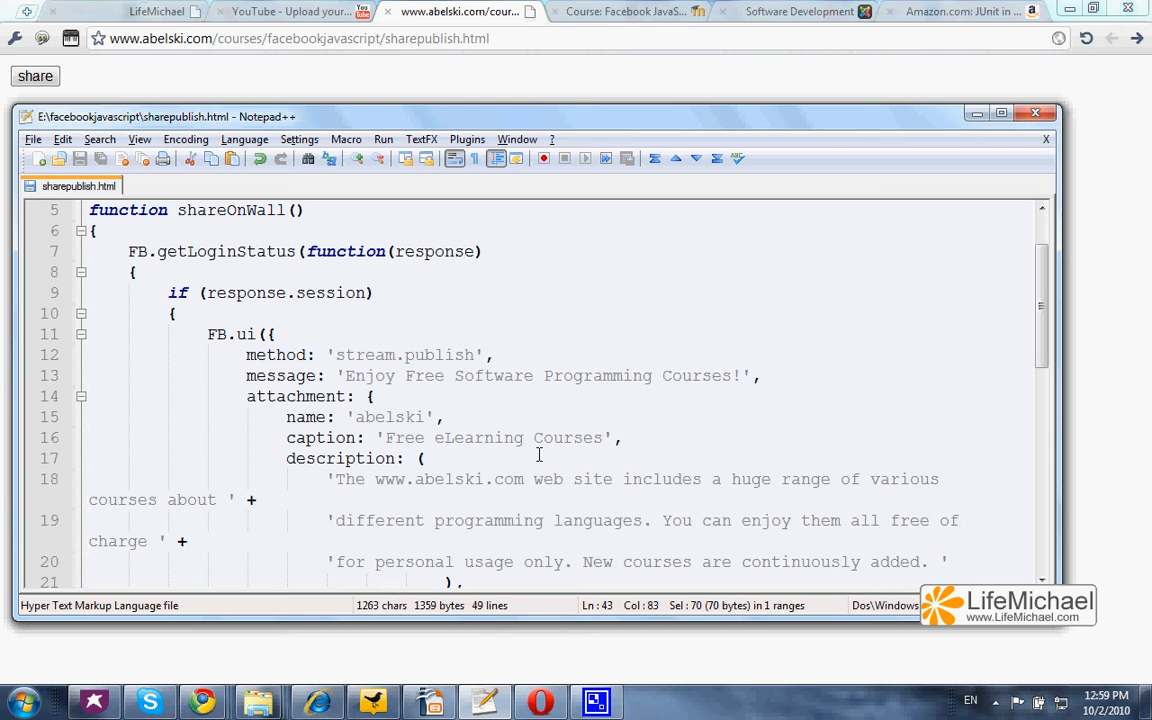 LifeMichael
YouTube - Upload your...
www.abelski.com/cour...
Course: Facebook JavaS...
Software Development
Amazon.com: JUnit in ...
www.abelski.com/courses/facebookjavascript/sharepublish.html
share
E:\facebookjavascript\sharepublish.html - Notepad++
File Edit Search View Encoding Language Settings Macro Run TextFX Plugins Window ? X
sharepublish.html
5 function shareOnWall()
6 {
7 FB.getLoginStatus(function(response)
8 {
9 if (response.session)
10 {
11 FB.ui({
12 method: 'stream.publish',
13 message: 'Enjoy Free Software Programming Courses!',
14 attachment: {
15 name: 'abelski',
16 caption: 'Free eLearning Courses',
17 description: (
18 'The www.abelski.com web site includes a huge range of various
courses about ' +
19 'different programming languages. You can enjoy them all free of
charge ' +
20 'for personal usage only. New courses are continuously added. '
21 ),
Hyper Text Markup Language file 1263 chars 1359 bytes 49 lines Ln : 43 Col : 83 Sel : 70 (70 bytes) in 1 ranges Dos\Windows
LifeMichael
www.LifeMichael.com
EN 12:59 PM
10/2/2010